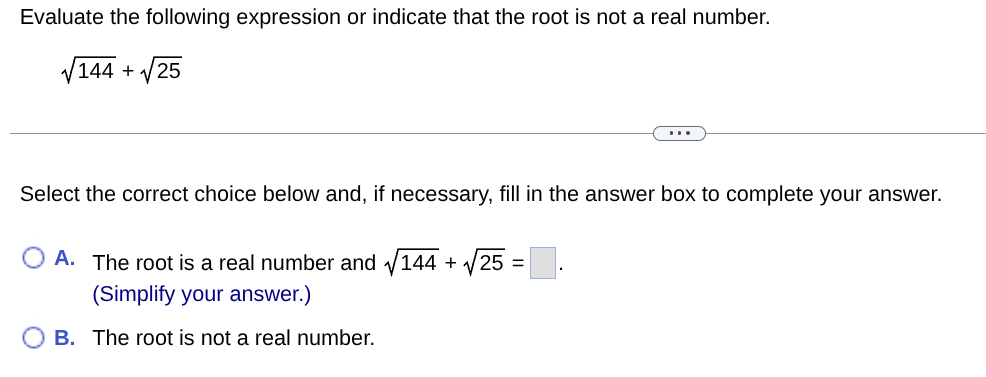 Evaluate the following expression or indicate that the root is not a real number.
√144 + √25
Select the correct choice below and, if necessary, fill in the answer box to complete your answer.
A. The root is a real number and √144 + √25 = .
(Simplify your answer.)
B. The root is not a real number.